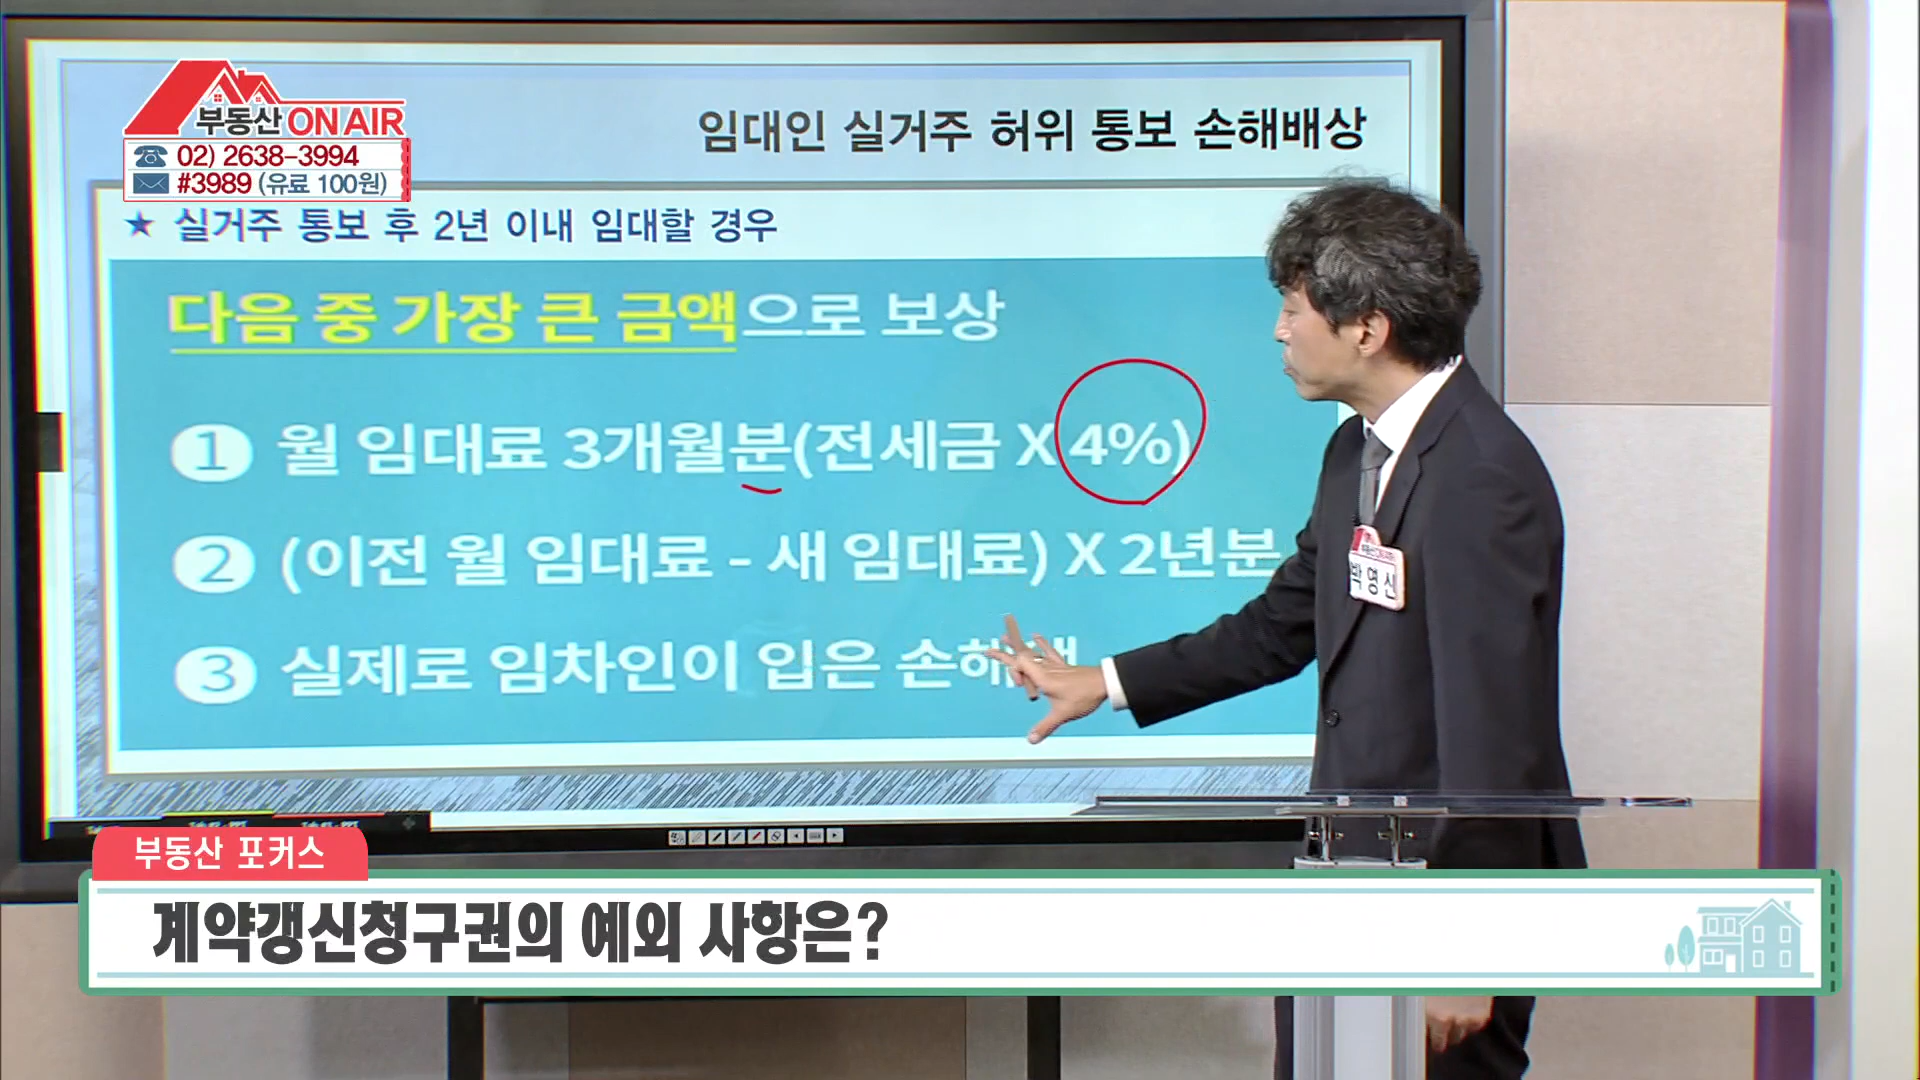 부동산 ON AIR
02) 2638-3994
#3989 (유료 100원)
임대인 실거주 허위 통보 손해배상
★ 실거주 통보 후 2년 이내 임대할 경우
다음 중 가장 큰 금액으로 보상
1 월 임대료 3개월분(전세금 X 4%)
2 (이전 월 임대료 - 새 임대료) X 2년분
3 실제로 임차인이 입은
박영신
부동산 포커스
계약갱신청구권의 예외 사항은?